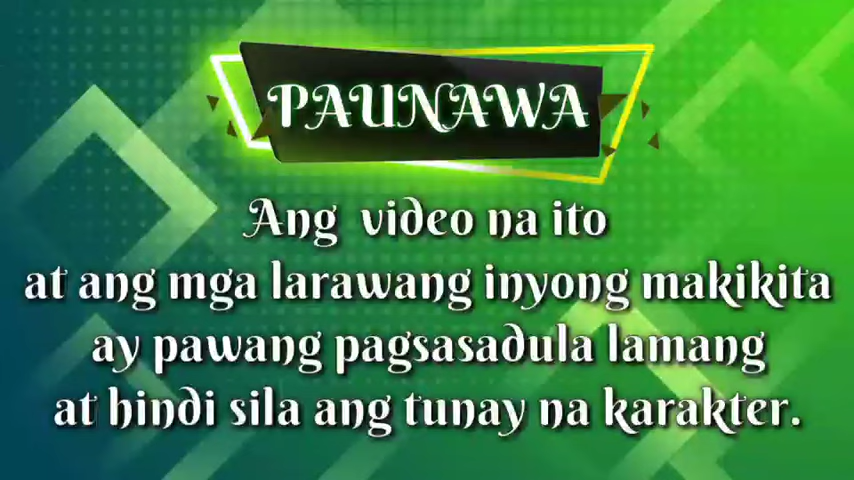 PAUNAWA
Ang video na ito
at ang mga larawang inyong makikita
ay pawang pagsasadula lamang
at hindi sila ang tunay na karakter.